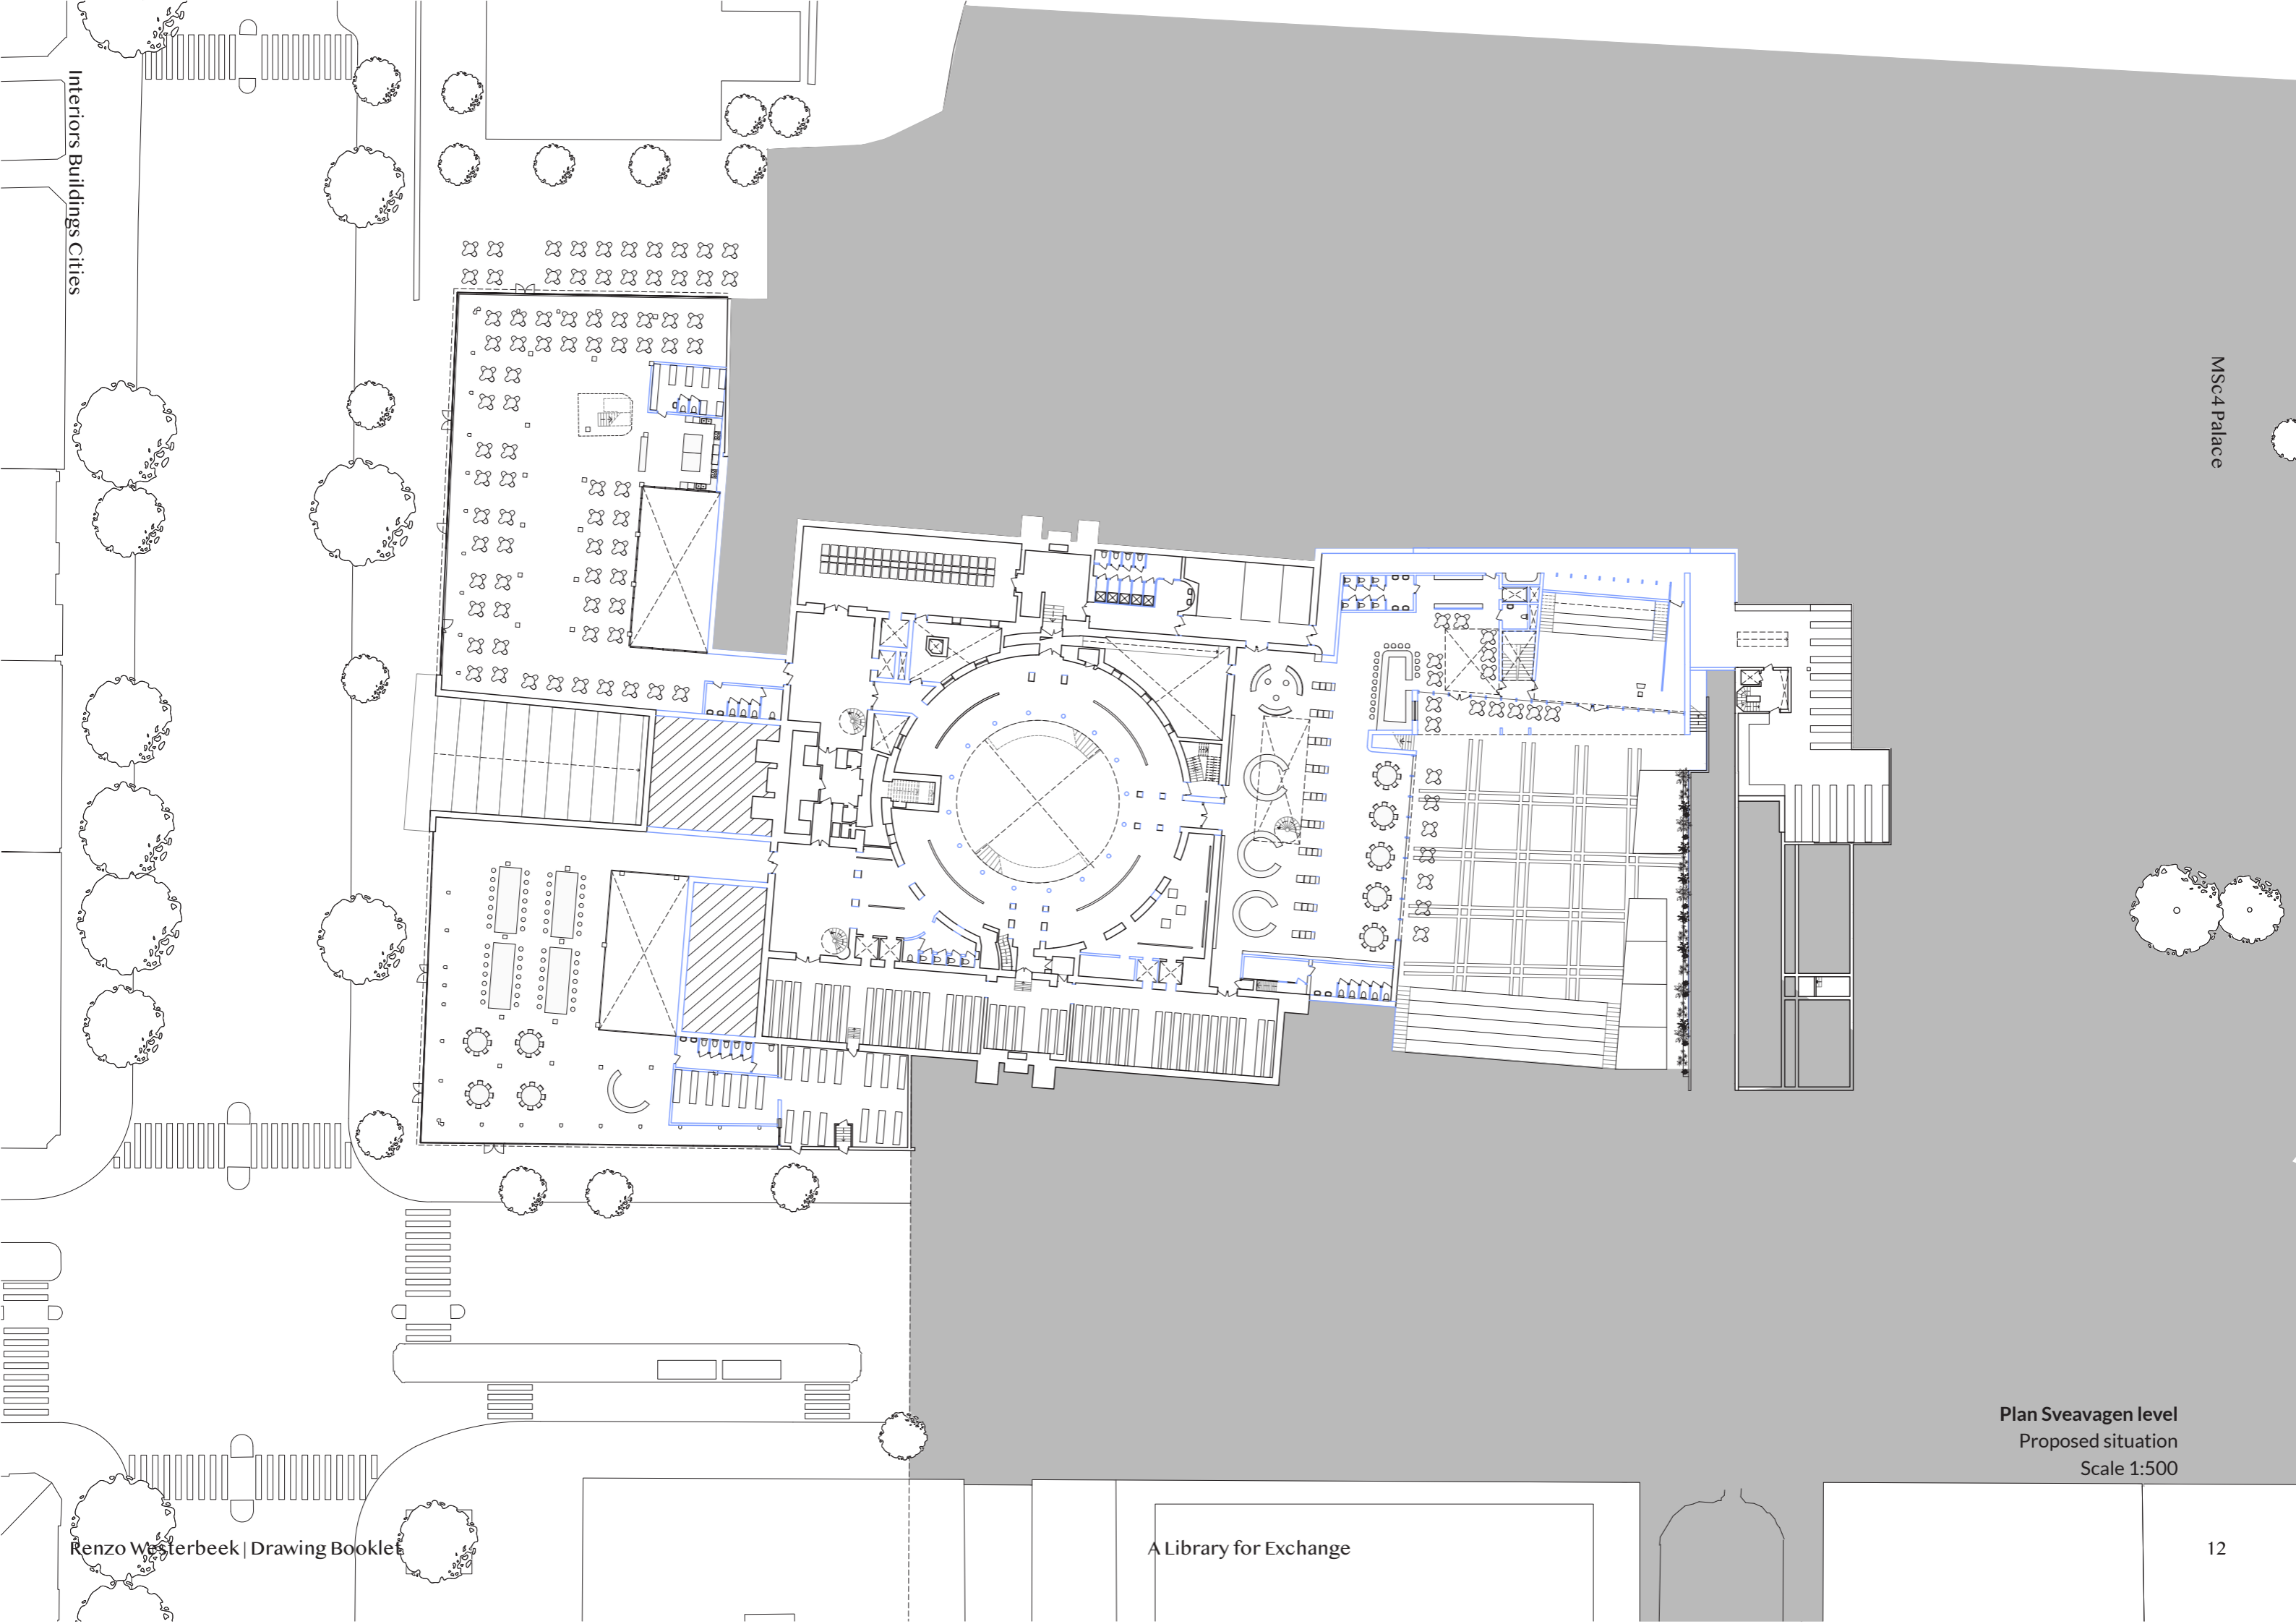 Interiors Buildings Cities
MSc4 Palace
Plan Sveavagen level
Proposed situation
Scale 1:500
Renzo Westerbeek | Drawing Booklet
A Library for Exchange
12